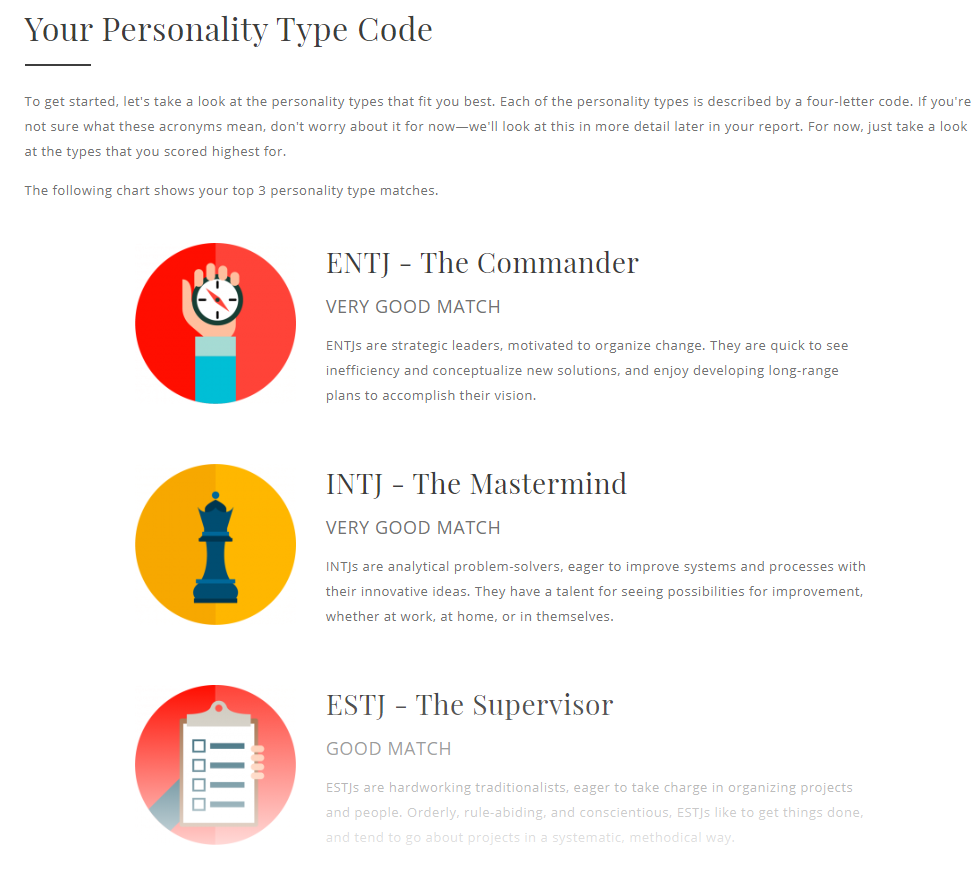 Your Personality Type Code
To get started, let's take a look at the personality types that fit you best. Each of the personality types is described by a four-letter code. If you're
not sure what these acronyms mean, don't worry about it for now—we'll look at this in more detail later in your report. For now, just take a look
at the types that you scored highest for.
The following chart shows your top 3 personality type matches.
ENTJ - The Commander
VERY GOOD MATCH
ENTJs are strategic leaders, motivated to organize change. They are quick to see
inefficiency and conceptualize new solutions, and enjoy developing long-range
plans to accomplish their vision.
INTJ - The Mastermind
VERY GOOD MATCH
INTJs are analytical problem-solvers, eager to improve systems and processes with
their innovative ideas. They have a talent for seeing possibilities for improvement,
whether at work, at home, or in themselves.
ESTJ - The Supervisor
GOOD MATCH
ESTJs are hardworking traditionalists, eager to take charge in organizing projects
and people. Orderly, rule-abiding, and conscientious, ESTJs like to get things done,
and tend to go about projects in a systematic, methodical way.